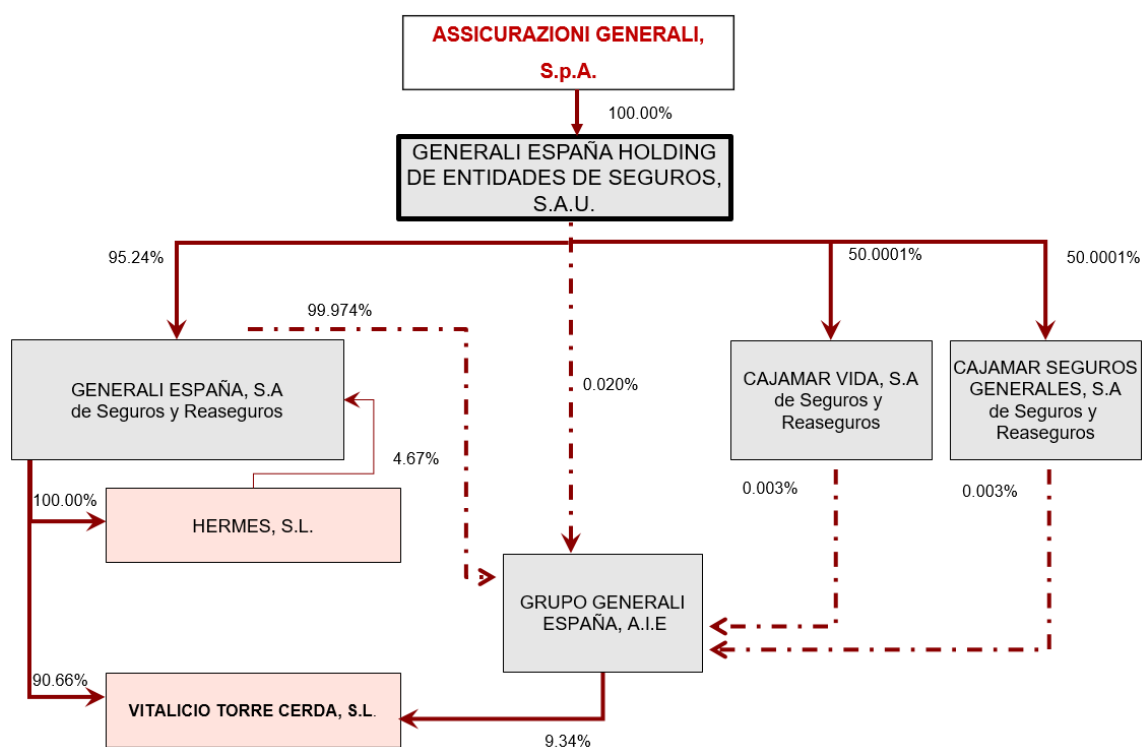 ASSICURAZIONI GENERALI,
S.p.A.
100.00%
GENERALI ESPAÑA HOLDING
DE ENTIDADES DE SEGUROS,
S.A.U.
95.24%
50.0001%
50.0001%
99.974%
0.020%
GENERALI ESPAÑA, S.A
de Seguros y Reaseguros
CAJAMAR VIDA, S.A
de Seguros y
Reaseguros
CAJAMAR SEGUROS
GENERALES, S.A
de Seguros y
Reaseguros
4.67%
100.00%
0.003%
0.003%
HERMES, S.L.
GRUPO GENERALI
ESPAÑA, A.I.E
90.66%
VITALICIO TORRE CERDA, S.L.
9.34%